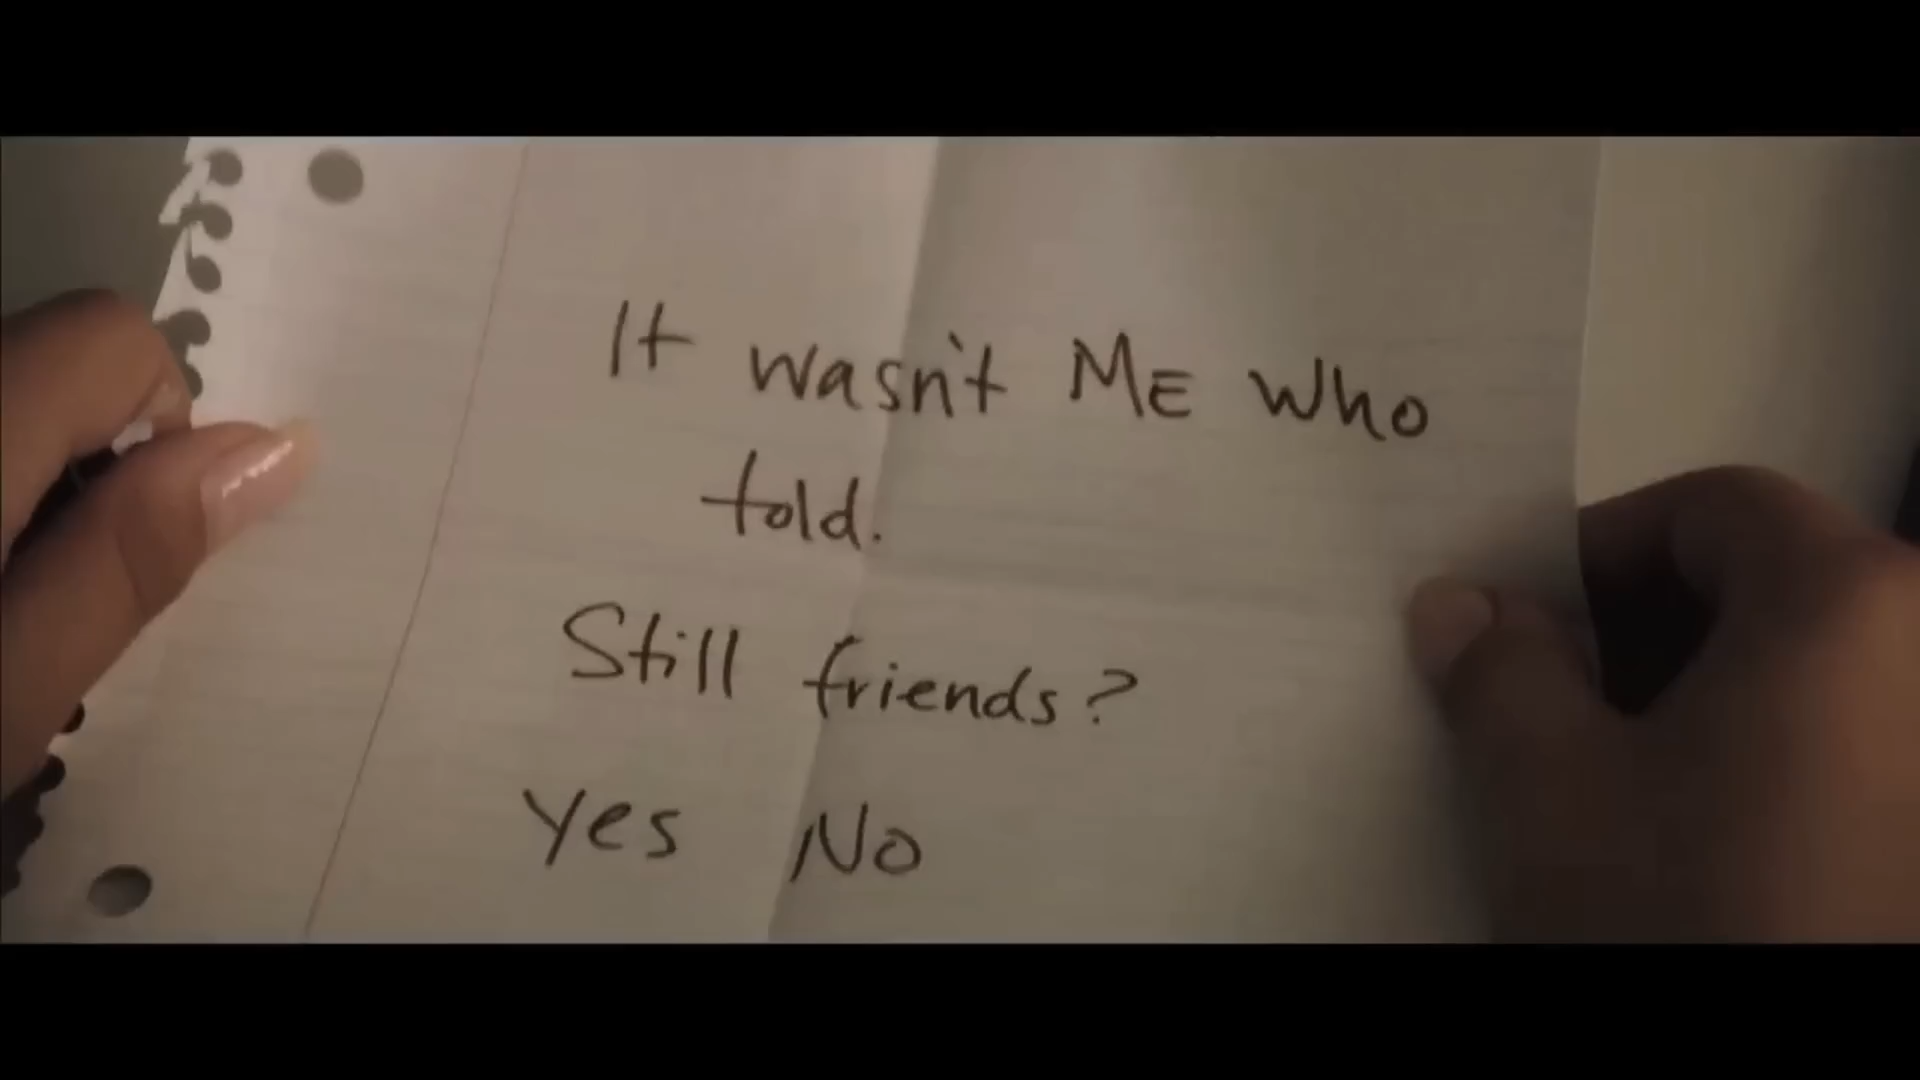 It wasn't ME who
told.
Still friends?
Yes No